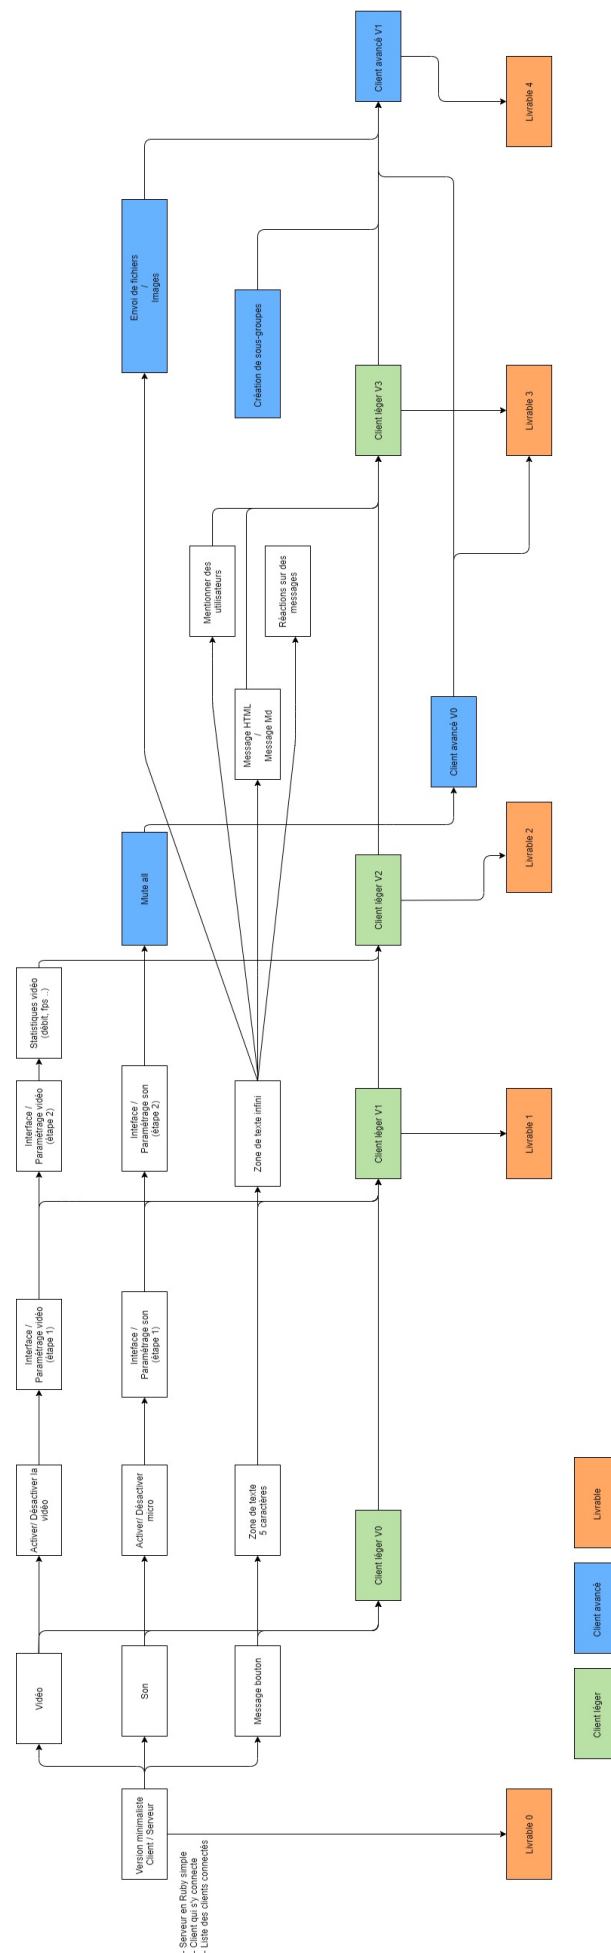 Version minimaliste
Client / Serveur
- Serveur en Ruby simple
- Client qui s'y connecte
- Liste des clients connectés
Livrable 0
Vidéo
Son
Message bouton
Client léger V0
Activer/ Désactiver la
vidéo
Activer/ Désactiver
micro
Zone de texte
5 caractères
Interface /
Paramétrage vidéo
(étape 1)
Inteface /
Paramétrage son
(étape 1)
Interface /
Paramétrage vidéo
(étape 2)
Inteface /
Paramétrage son
(étape 2)
Zone de texte infini
Client léger V1
Livrable 1
Statistiques vidéo
(débit, fps ..)
Mute all
Client léger V2
Livrable 2
Client avancé V0
Message HTML
/
Message Md
Mentionner des
utilisateurs
Réactions sur des
messages
Client léger V3
Livrable 3
Envoi de fichiers
/
Images
Création de sous-groupes
Client avancé V1
Livrable 4
Client léger
Client avancé
Livrable